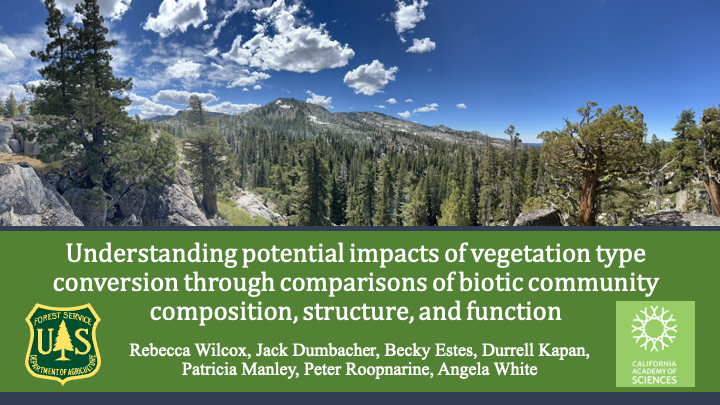 Understanding potential impacts of vegetation type
conversion through comparisons of biotic community
composition, structure, and function
FOREST SERVICE
U S
DEPARTMENT OF AGRICULTURE
Rebecca Wilcox, Jack Dumbacher, Becky Estes, Durrell Kapan,
Patricia Manley, Peter Roopnarine, Angela White
CALIFORNIA
ACADEMY OF
SCIENCES